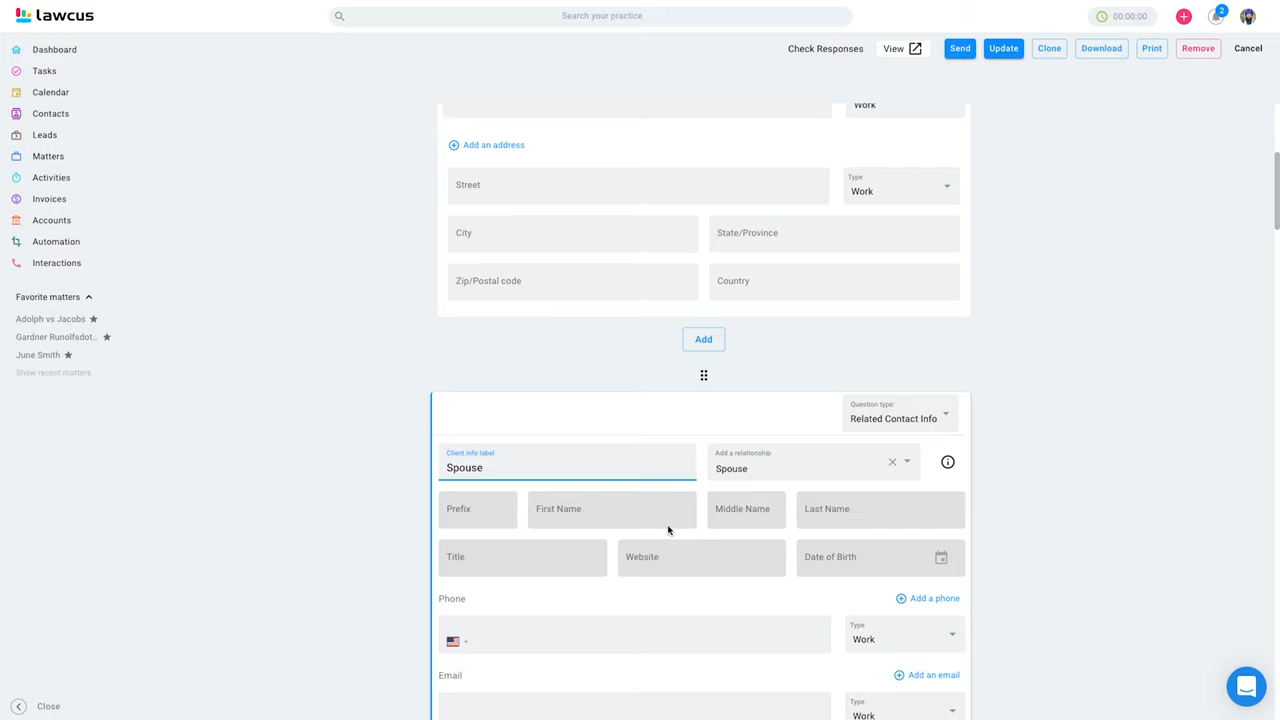 lawcus
Search your practice
00:00:00
2
Dashboard
Tasks
Calendar
Contacts
Leads
Matters
Activities
Invoices
Accounts
Automation
Interactions
Favorite matters
Adolph vs Jacobs
Gardner Runolfsdot...
June Smith
Show recent matters
Close
Check Responses View Send Update Clone Download Print Remove Cancel
Work
Add an address
Street
Type
Work
City State/Province
Zip/Postal code Country
Add
Question type:
Related Contact Info
Client info label Add a relationship
Spouse Spouse
Prefix First Name Middle Name Last Name
Title Website Date of Birth
Phone Add a phone
Type
Work
Email Add an email
Type
Work